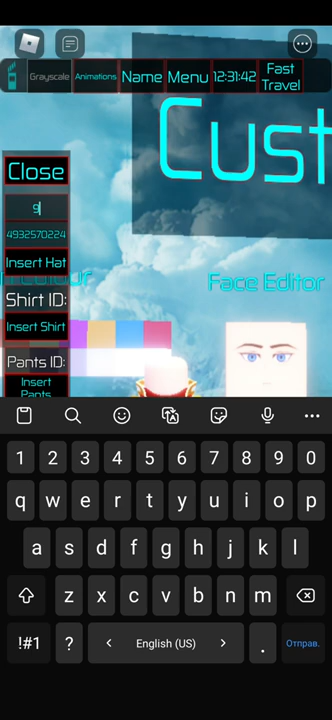 Grayscale
Animations
Name
Menu
12:31:42
Fast
Travel
Cust
Close
g
4932570224
Insert Hat
Face Editor
Shirt ID:
Insert Shirt
Pants ID:
Insert
Pants
1 2 3 4 5 6 7 8 9 0
q w e r t y u i o p
a s d f g h j k l
z x c v b n m
!#1 ? < English (US) > . Отправ.